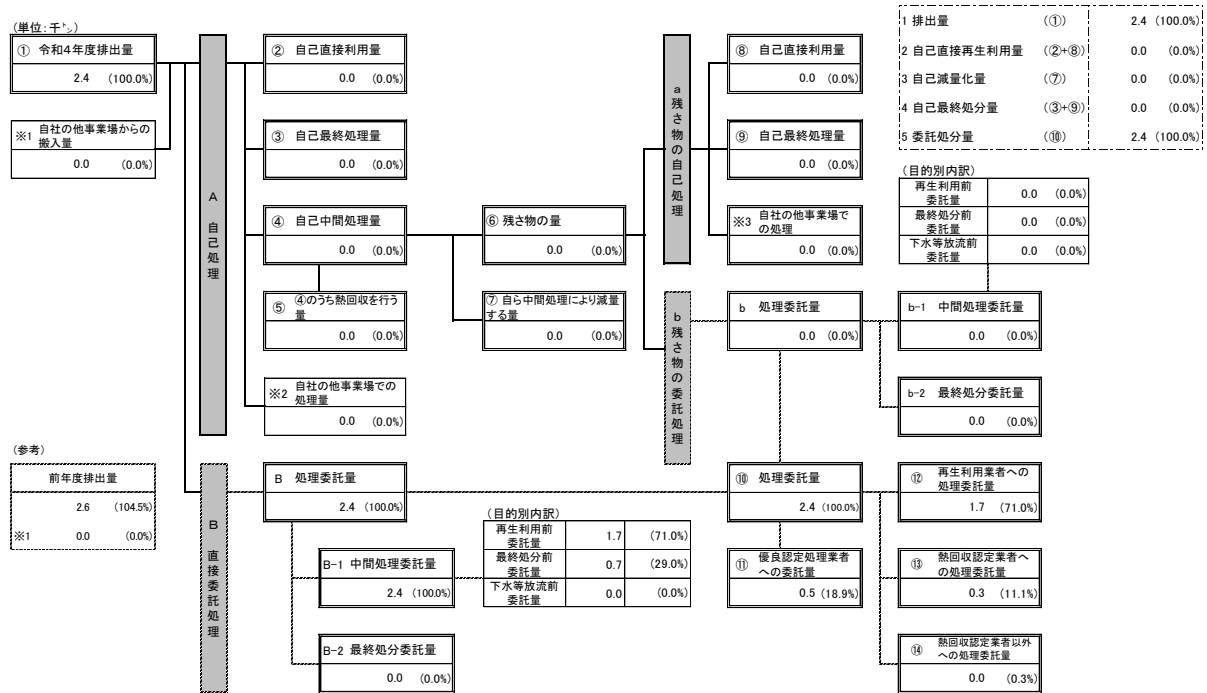 （単位：千㌧）
① 令和4年度排出量
2.4 (100.0%)
※1 自社の他事業場からの
搬入量
0.0 (0.0%)
（参考）
前年度排出量
2.6 (104.5%)
※1 0.0 (0.0%)
A 自己処理
② 自己直接利用量
0.0 (0.0%)
③ 自己最終処理量
0.0 (0.0%)
④ 自己中間処理量
0.0 (0.0%)
⑤ ④のうち熱回収を行う
量
0.0 (0.0%)
※2 自社の他事業場での
処理量
0.0 (0.0%)
⑥ 残さ物の量
0.0 (0.0%)
⑦ 自ら中間処理により減量
する量
0.0 (0.0%)
a 残さ物の自己処理
⑧ 自己直接利用量
0.0 (0.0%)
⑨ 自己最終処理量
0.0 (0.0%)
※3 自社の他事業場で
の処理
0.0 (0.0%)
b 残さ物の委託処理
b 処理委託量
0.0 (0.0%)
b-1 中間処理委託量
0.0 (0.0%)
b-2 最終処分委託量
0.0 (0.0%)
1 排出量 （①） 2.4 (100.0%)
2 自己直接再生利用量 （②+⑧） 0.0 (0.0%)
3 自己減量化量 （⑦） 0.0 (0.0%)
4 自己最終処分量 （③+⑨） 0.0 (0.0%)
5 委託処分量 （⑩） 2.4 (100.0%)
（目的別内訳）
再生利用前
委託量 0.0 (0.0%)
最終処分前
委託量 0.0 (0.0%)
下水等放流前
委託量 0.0 (0.0%)
B 直接委託処理
B 処理委託量
2.4 (100.0%)
B-1 中間処理委託量
2.4 (100.0%)
B-2 最終処分委託量
0.0 (0.0%)
（目的別内訳）
再生利用前
委託量 1.7 (71.0%)
最終処分前
委託量 0.7 (29.0%)
下水等放流前
委託量 0.0 (0.0%)
⑩ 処理委託量
2.4 (100.0%)
⑪ 優良認定処理業者
への委託量
0.5 (18.9%)
⑫ 再生利用業者への
処理委託量
1.7 (71.0%)
⑬ 熱回収認定業者へ
の処理委託量
0.3 (11.1%)
⑭ 熱回収認定業者以外
への処理委託量
0.0 (0.3%)